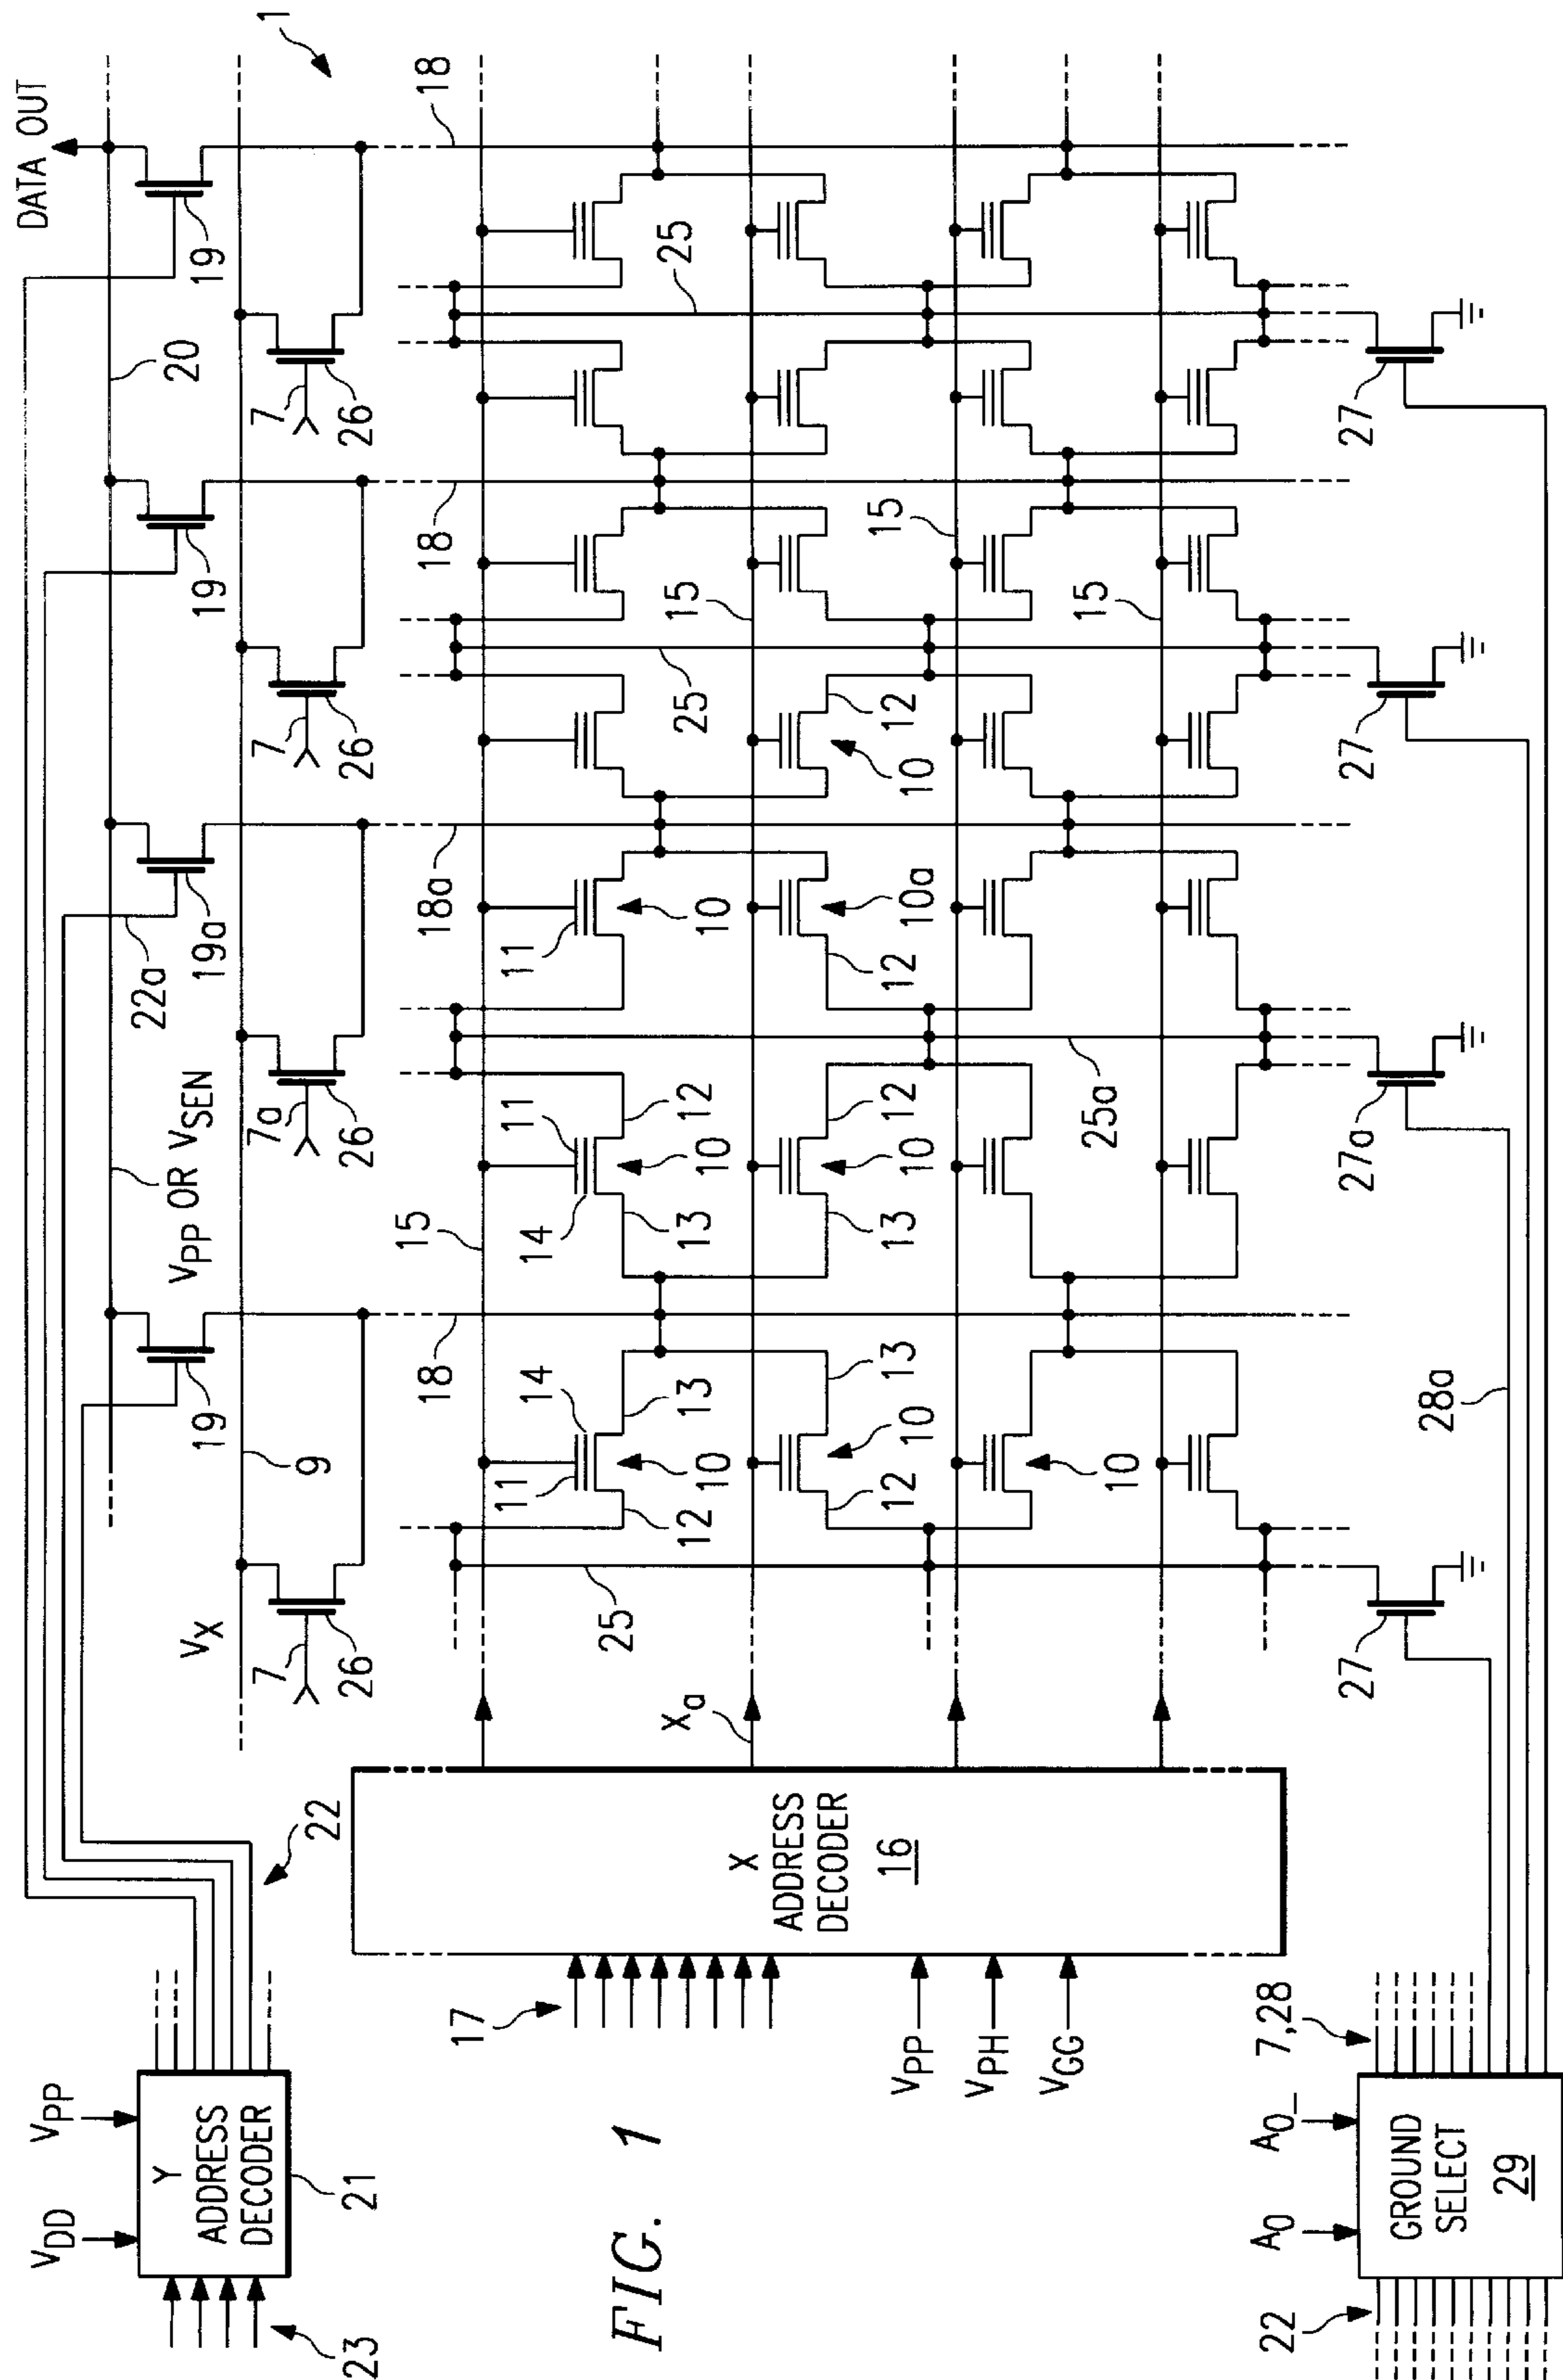 DATA OUT
1
V_DD
V_PP
Y
ADDRESS
DECODER
21
23
22
19
22a
19a
19
19
20
V_PP OR V_SEN
V_X
9
7
26
7a
26
7
26
7
26
18
18a
18
18
15
11
14
14
11
11
10
10
10
12
13
13
12
25
25
25
X_a
15
10
10
10a
10
12
13
13
12
12
12
15
10
15
25a
17
X
ADDRESS
DECODER
16
V_PP
V_PH
V_GG
27
27a
27
27
28a
A_0
A_0_
7,28
22
GROUND
SELECT
29
FIG. 1